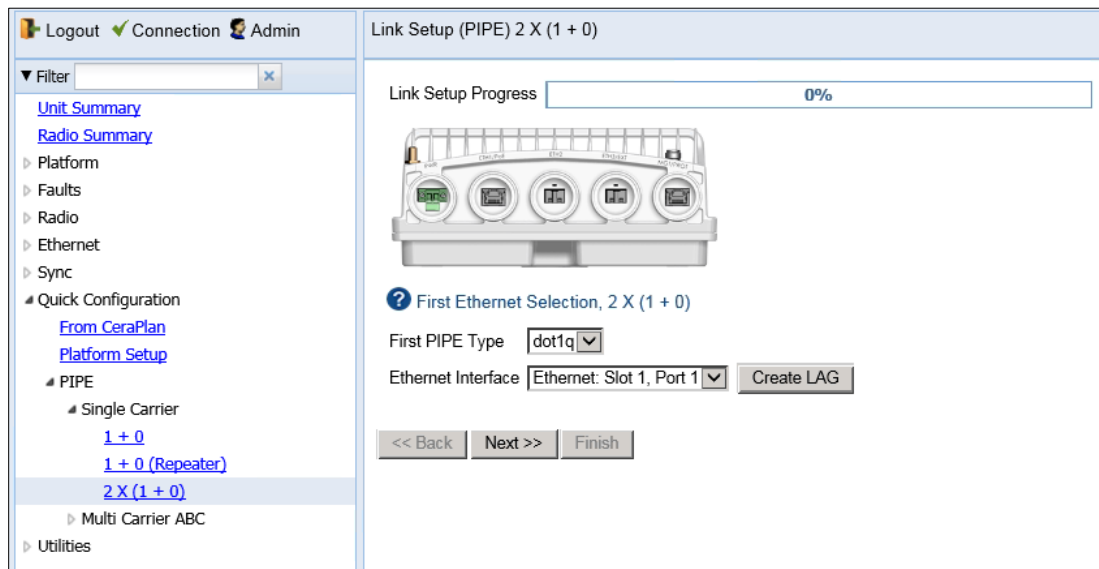 Logout Connection Admin
Link Setup (PIPE) 2 X (1 + 0)
Filter
Unit Summary
Radio Summary
Platform
Faults
Radio
Ethernet
Sync
Quick Configuration
From CeraPlan
Platform Setup
PIPE
Single Carrier
1 + 0
1 + 0 (Repeater)
2 X (1 + 0)
Multi Carrier ABC
Utilities
Link Setup Progress 0%
ETH2
First Ethernet Selection, 2 X (1 + 0)
First PIPE Type dot1q
Ethernet Interface Ethernet: Slot 1, Port 1 Create LAG
<< Back Next >> Finish